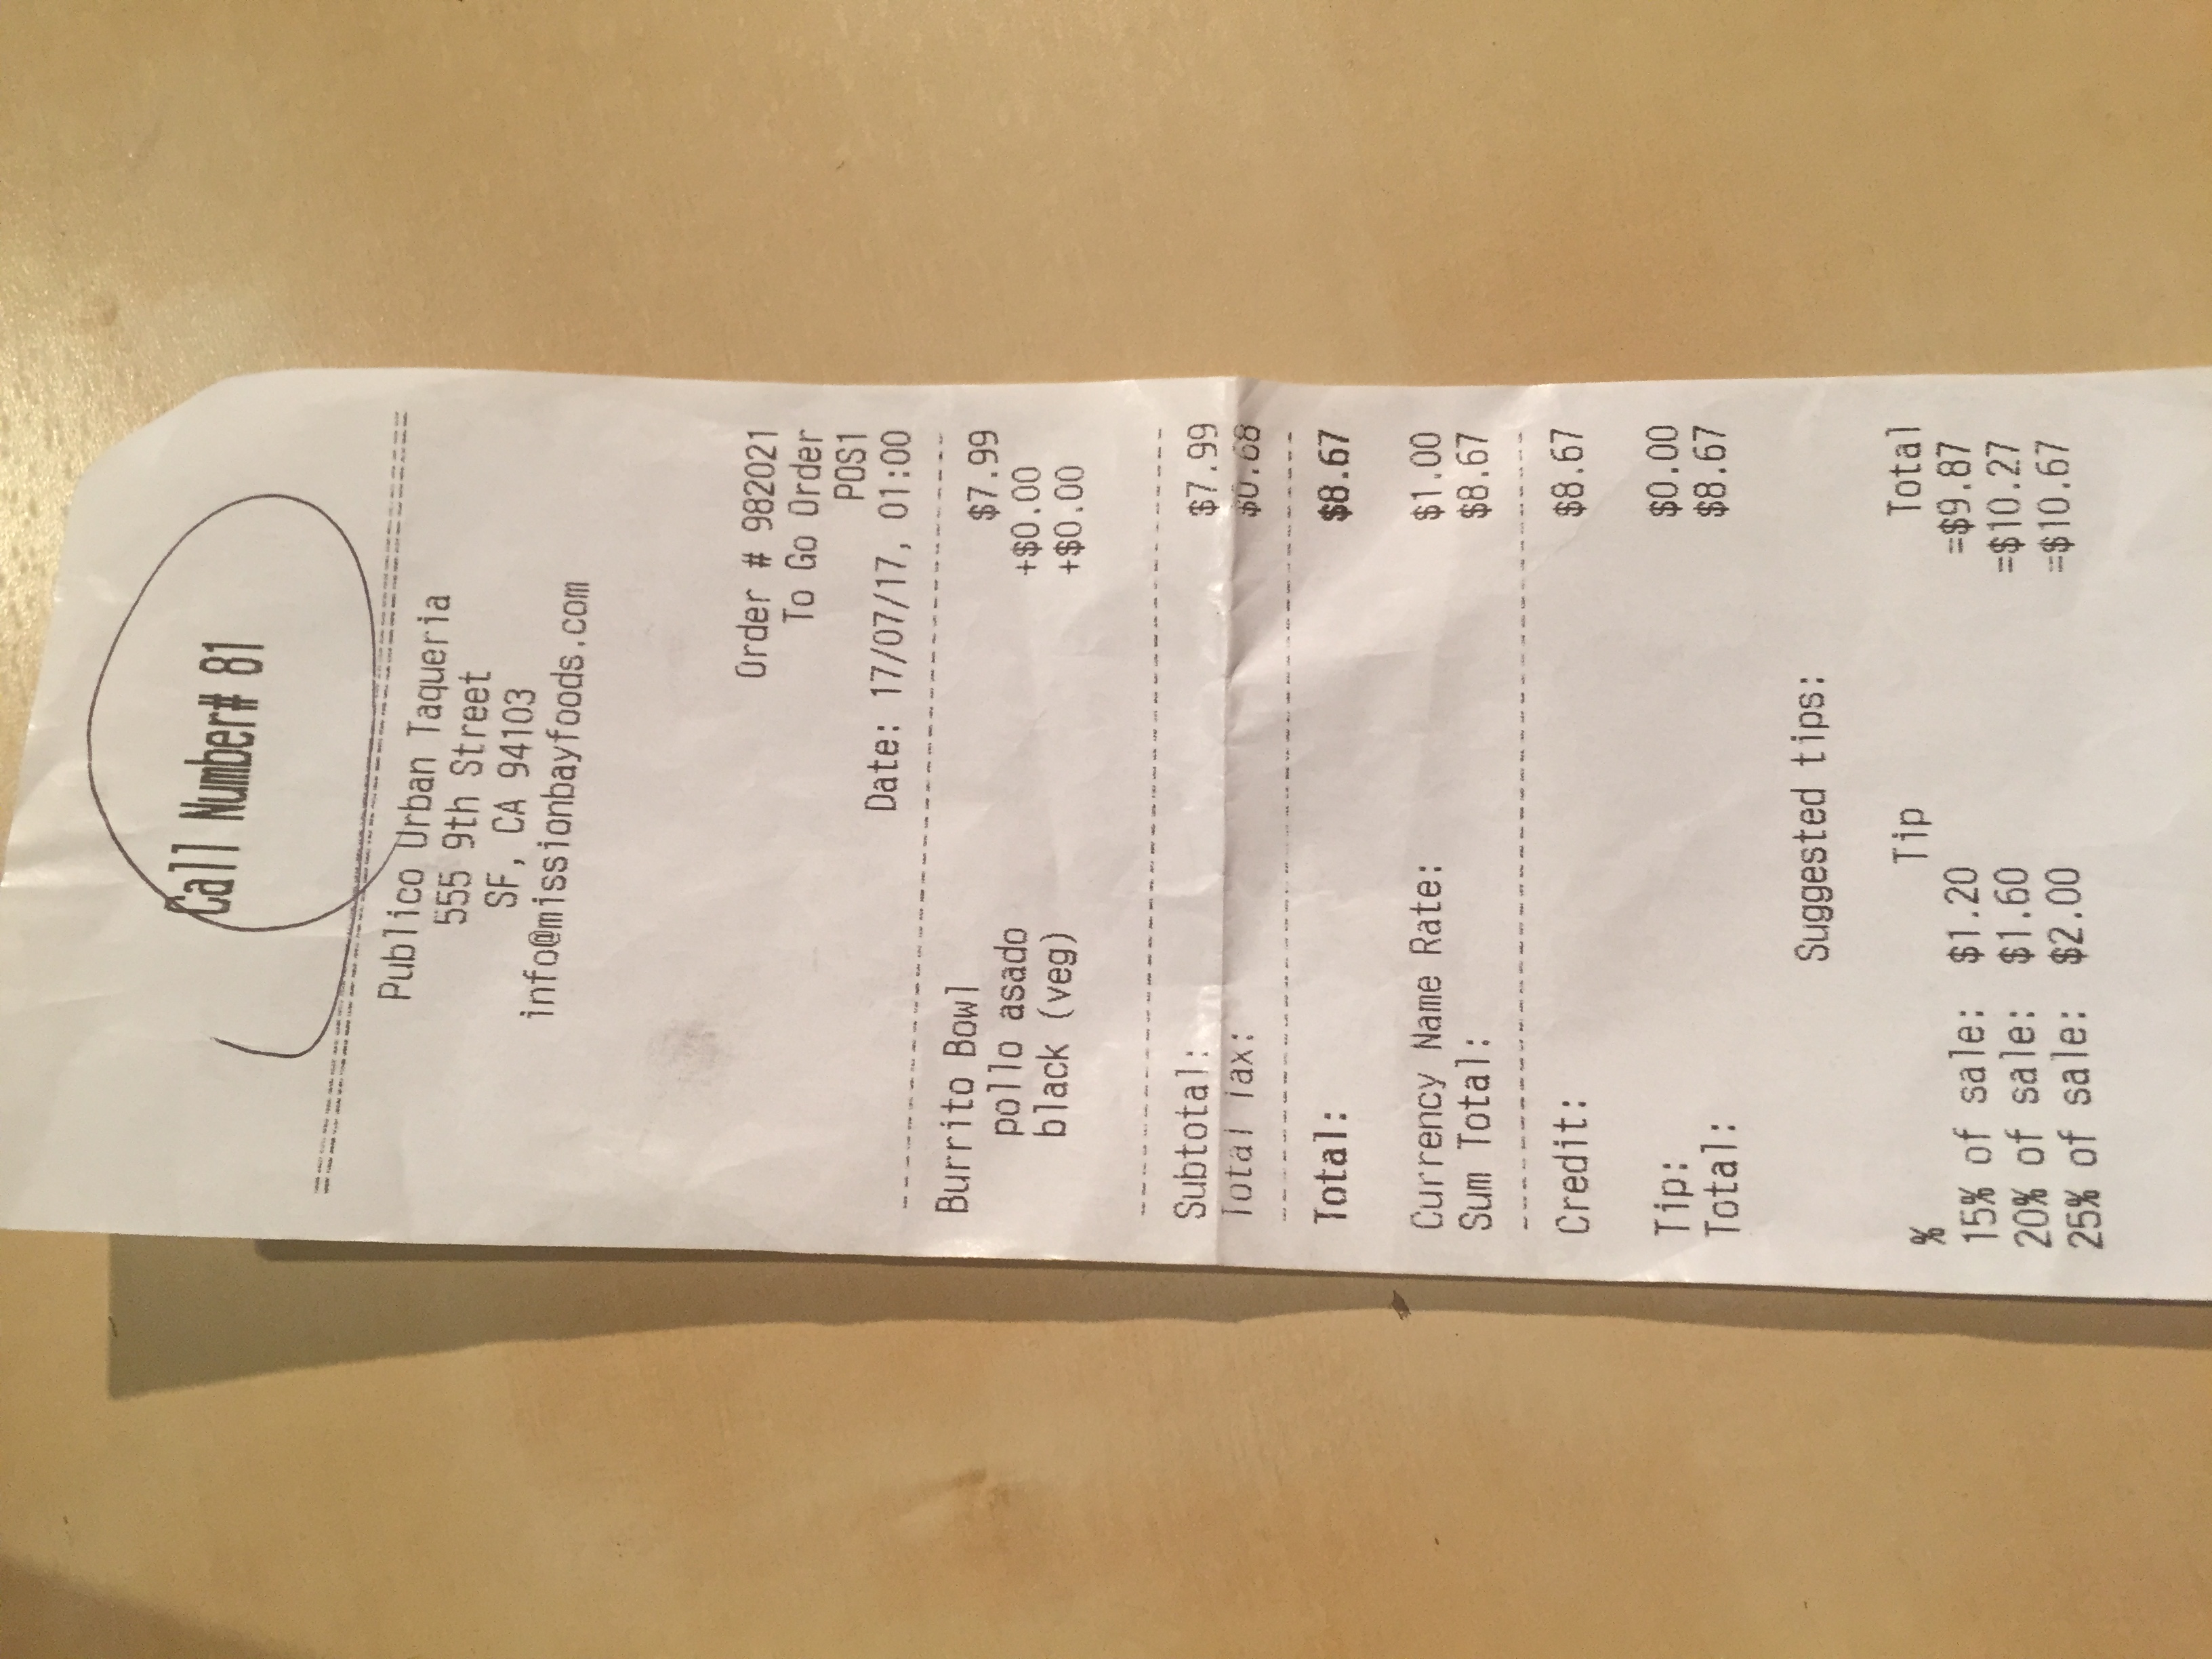 Call Number# 81
Publico Urban Taqueria
555 9th Street
SF, CA 94103
info@missionbayfoods.com
Order # 982021
To Go Order
POS1
Date: 17/07/17, 01:00
Burrito Bowl $7.99
pollo asado +$0.00
black (veg) +$0.00
Subtotal: $7.99
Total Tax: $0.68
Total: $8.67
Currency Name Rate: $1.00
Sum Total: $8.67
Credit: $8.67
Tip: $0.00
Total: $8.67
Suggested tips:
% Tip Total
15% of sale: $1.20 =$9.87
20% of sale: $1.60 =$10.27
25% of sale: $2.00 =$10.67